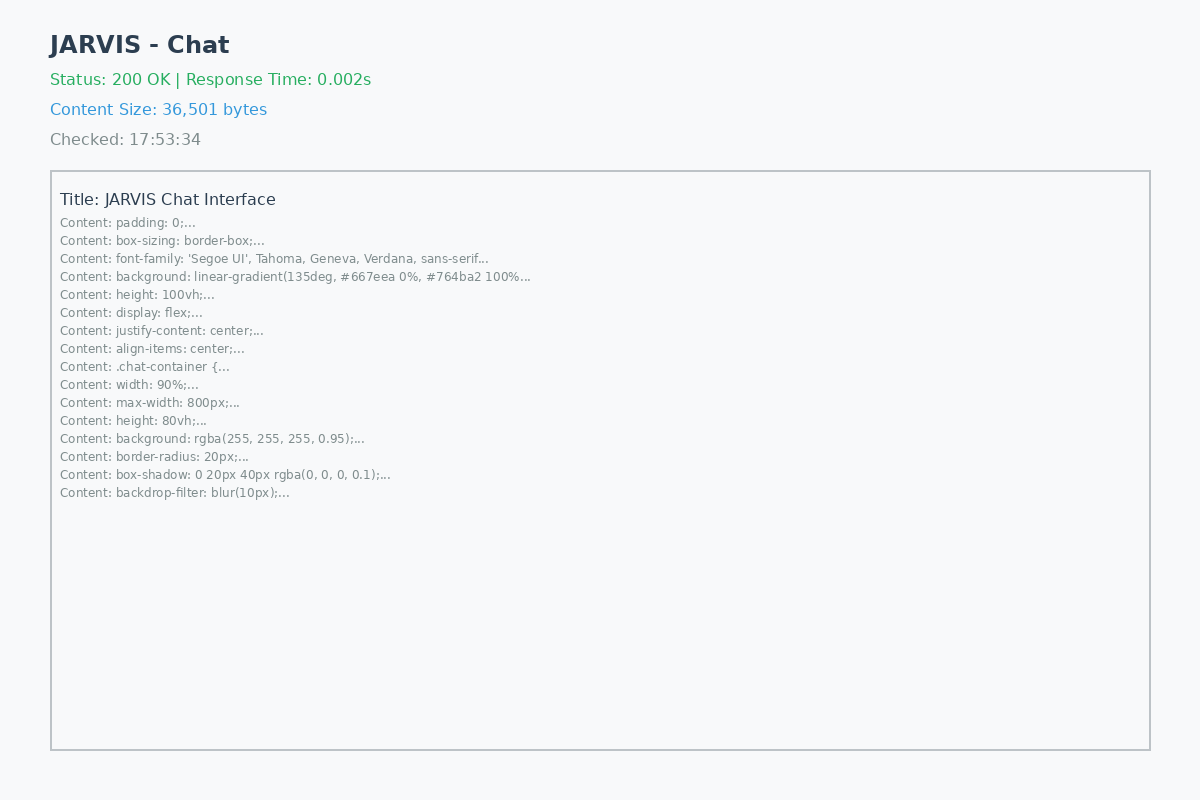 JARVIS - Chat
Status: 200 OK | Response Time: 0.002s
Content Size: 36,501 bytes
Checked: 17:53:34
Title: JARVIS Chat Interface
Content: padding: 0;...
Content: box-sizing: border-box;...
Content: font-family: 'Segoe UI', Tahoma, Geneva, Verdana, sans-serif...
Content: background: linear-gradient(135deg, #667eea 0%, #764ba2 100%...
Content: height: 100vh;...
Content: display: flex;...
Content: justify-content: center;...
Content: align-items: center;...
Content: .chat-container {...
Content: width: 90%;...
Content: max-width: 800px;...
Content: height: 80vh;...
Content: background: rgba(255, 255, 255, 0.95);...
Content: border-radius: 20px;...
Content: box-shadow: 0 20px 40px rgba(0, 0, 0, 0.1);...
Content: backdrop-filter: blur(10px);...